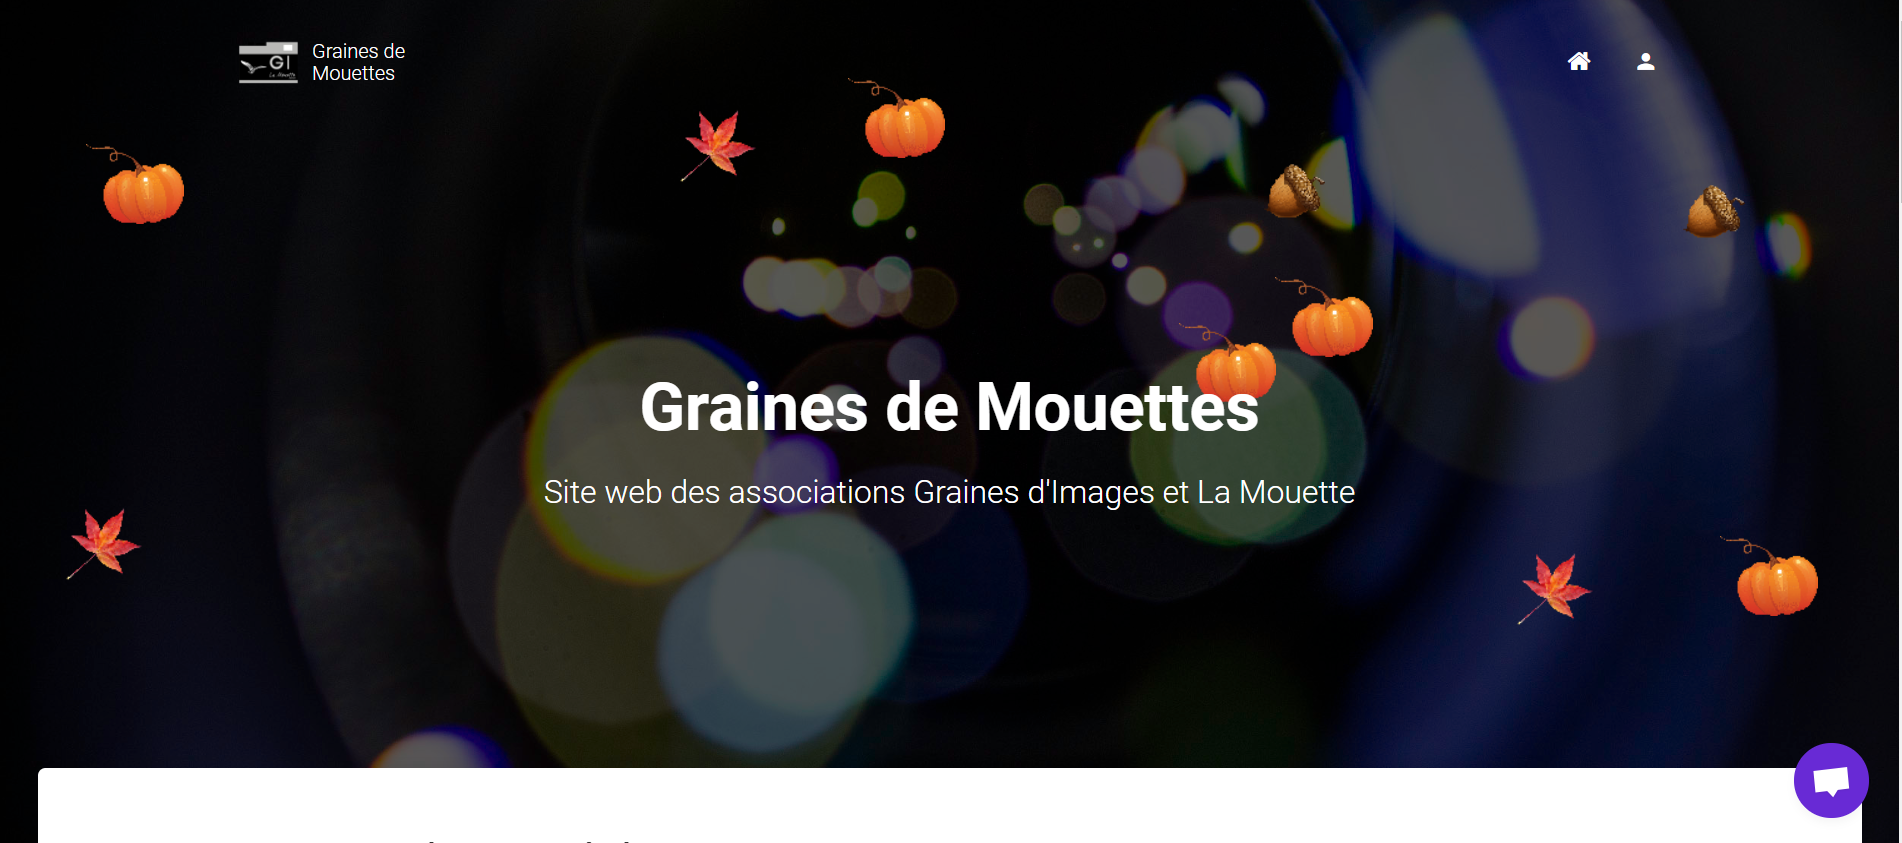 Graines de
Mouettes
GI
Graines de Mouettes
Site web des associations Graines d'Images et La Mouette